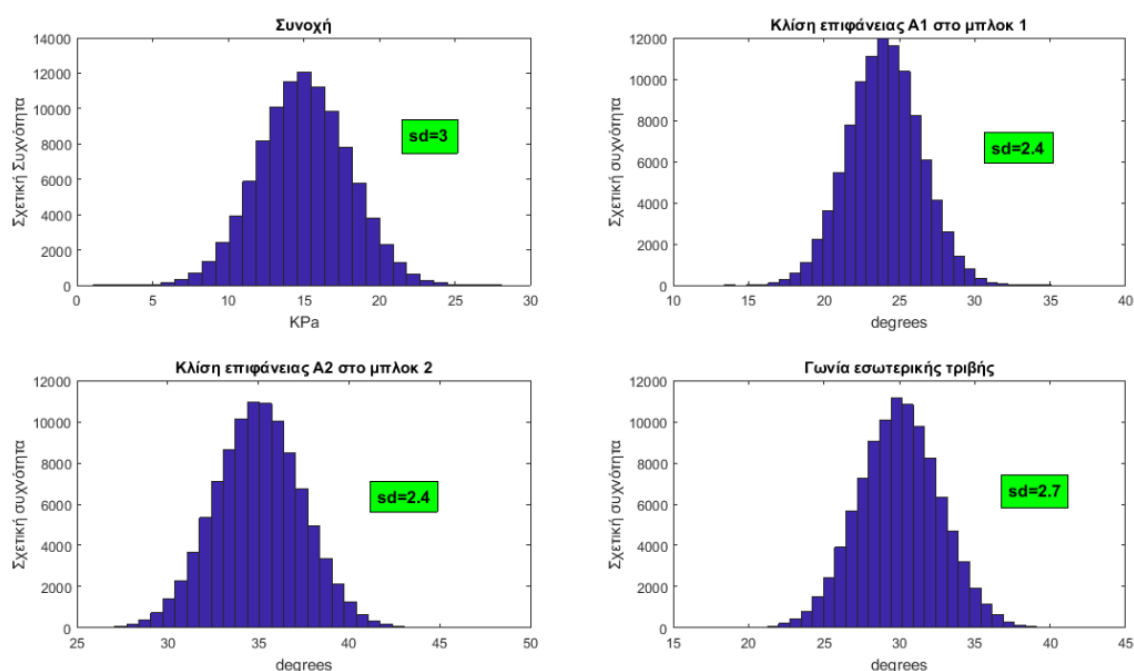 Συνοχή
Σχετική Συχνότητα
14000
12000
10000
8000
6000
4000
2000
0
0 5 10 15 20 25 30
KPa
sd=3
Κλίση επιφάνειας Α1 στο μπλοκ 1
Σχετική συχνότητα
12000
10000
8000
6000
4000
2000
0
10 15 20 25 30 35 40
degrees
sd=2.4
Κλίση επιφάνειας Α2 στο μπλοκ 2
Σχετική συχνότητα
12000
10000
8000
6000
4000
2000
0
25 30 35 40 45 50
degrees
sd=2.4
Γωνία εσωτερικής τριβής
Σχετική συχνότητα
12000
10000
8000
6000
4000
2000
0
15 20 25 30 35 40 45
degrees
sd=2.7